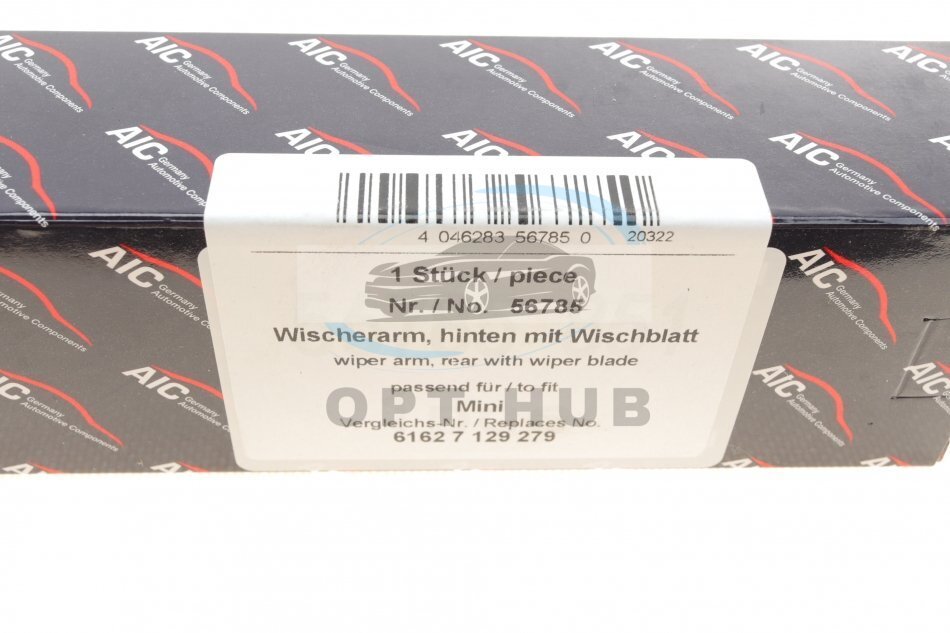 AIC
Germany
Automotive Components
4 046283 56785 0 20322
1 Stück / piece
Nr. / No. 56785
Wischerarm, hinten mit Wischblatt
wiper arm, rear with wiper blade
passend für / to fit
Mini
Vergleichs-Nr. / Replaces No.
6162 7 129 279
OPT HUB